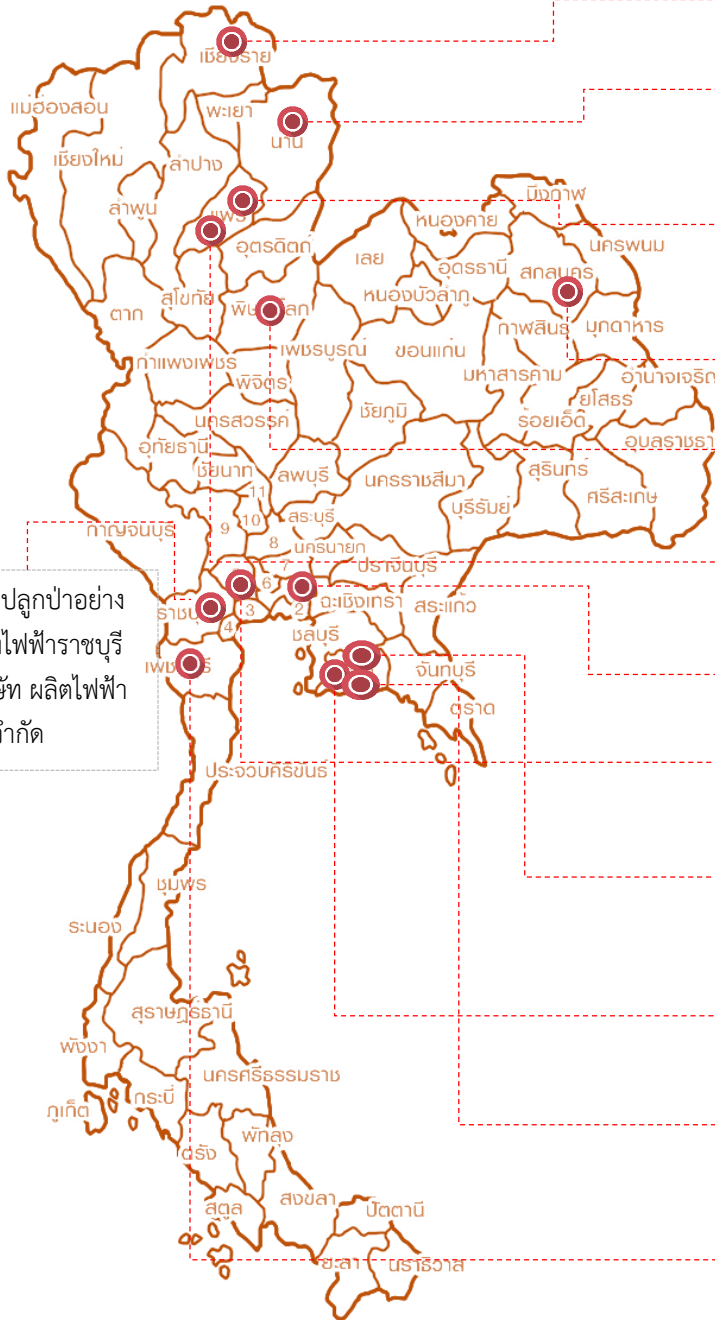 เชียงราย
แม่ฮ่องสอน
พะเยา
น่าน
เชียงใหม่
ลำปาง
ลำพูน
แพร่
อุตรดิตถ์
บึงกาฬ
หนองคาย
นครพนม
เลย
อุดรธานี
สกลนคร
ตาก
สุโขทัย
หนองบัวลำภู
กาฬสินธุ์
มุกดาหาร
กำแพงเพชร
เพชรบูรณ์
ขอนแก่น
พิจิตร
มหาสารคาม
อำนาจเจริญ
ยโสธร
นครสวรรค์
ชัยภูมิ
ร้อยเอ็ด
อุทัยธานี
อุบลราชธา
ชัยนาท
ลพบุรี
นครราชสีมา
สุรินทร์
11
บุรีรัมย์
ศรีสะเกษ
กาญจนบุรี
9
10
สระบุรี
8
นครนายก
7
ปราจีนบุรี
6
ปลูกป่าอย่าง
ราชบุ
3
2
ฉะเชิงเทรา
สระแก้ว
4
ไฟฟ้าราชบุรี
ชลบุรี
เพช
รี
จันทบุรี
ษัท ผลิตไฟฟ้า
ตราด
จำกัด
ประจวบคีรีขันธ์
ชุมพร
ระนอง
สุราษฎร์ธานี
พังงา
นครศรีธรรมราช
ภูเก็ต
กระบี่
ตรัง
พัทลุง
สตูล
สงขลา
ปัตตานี
ยะลา
นราธิวาส